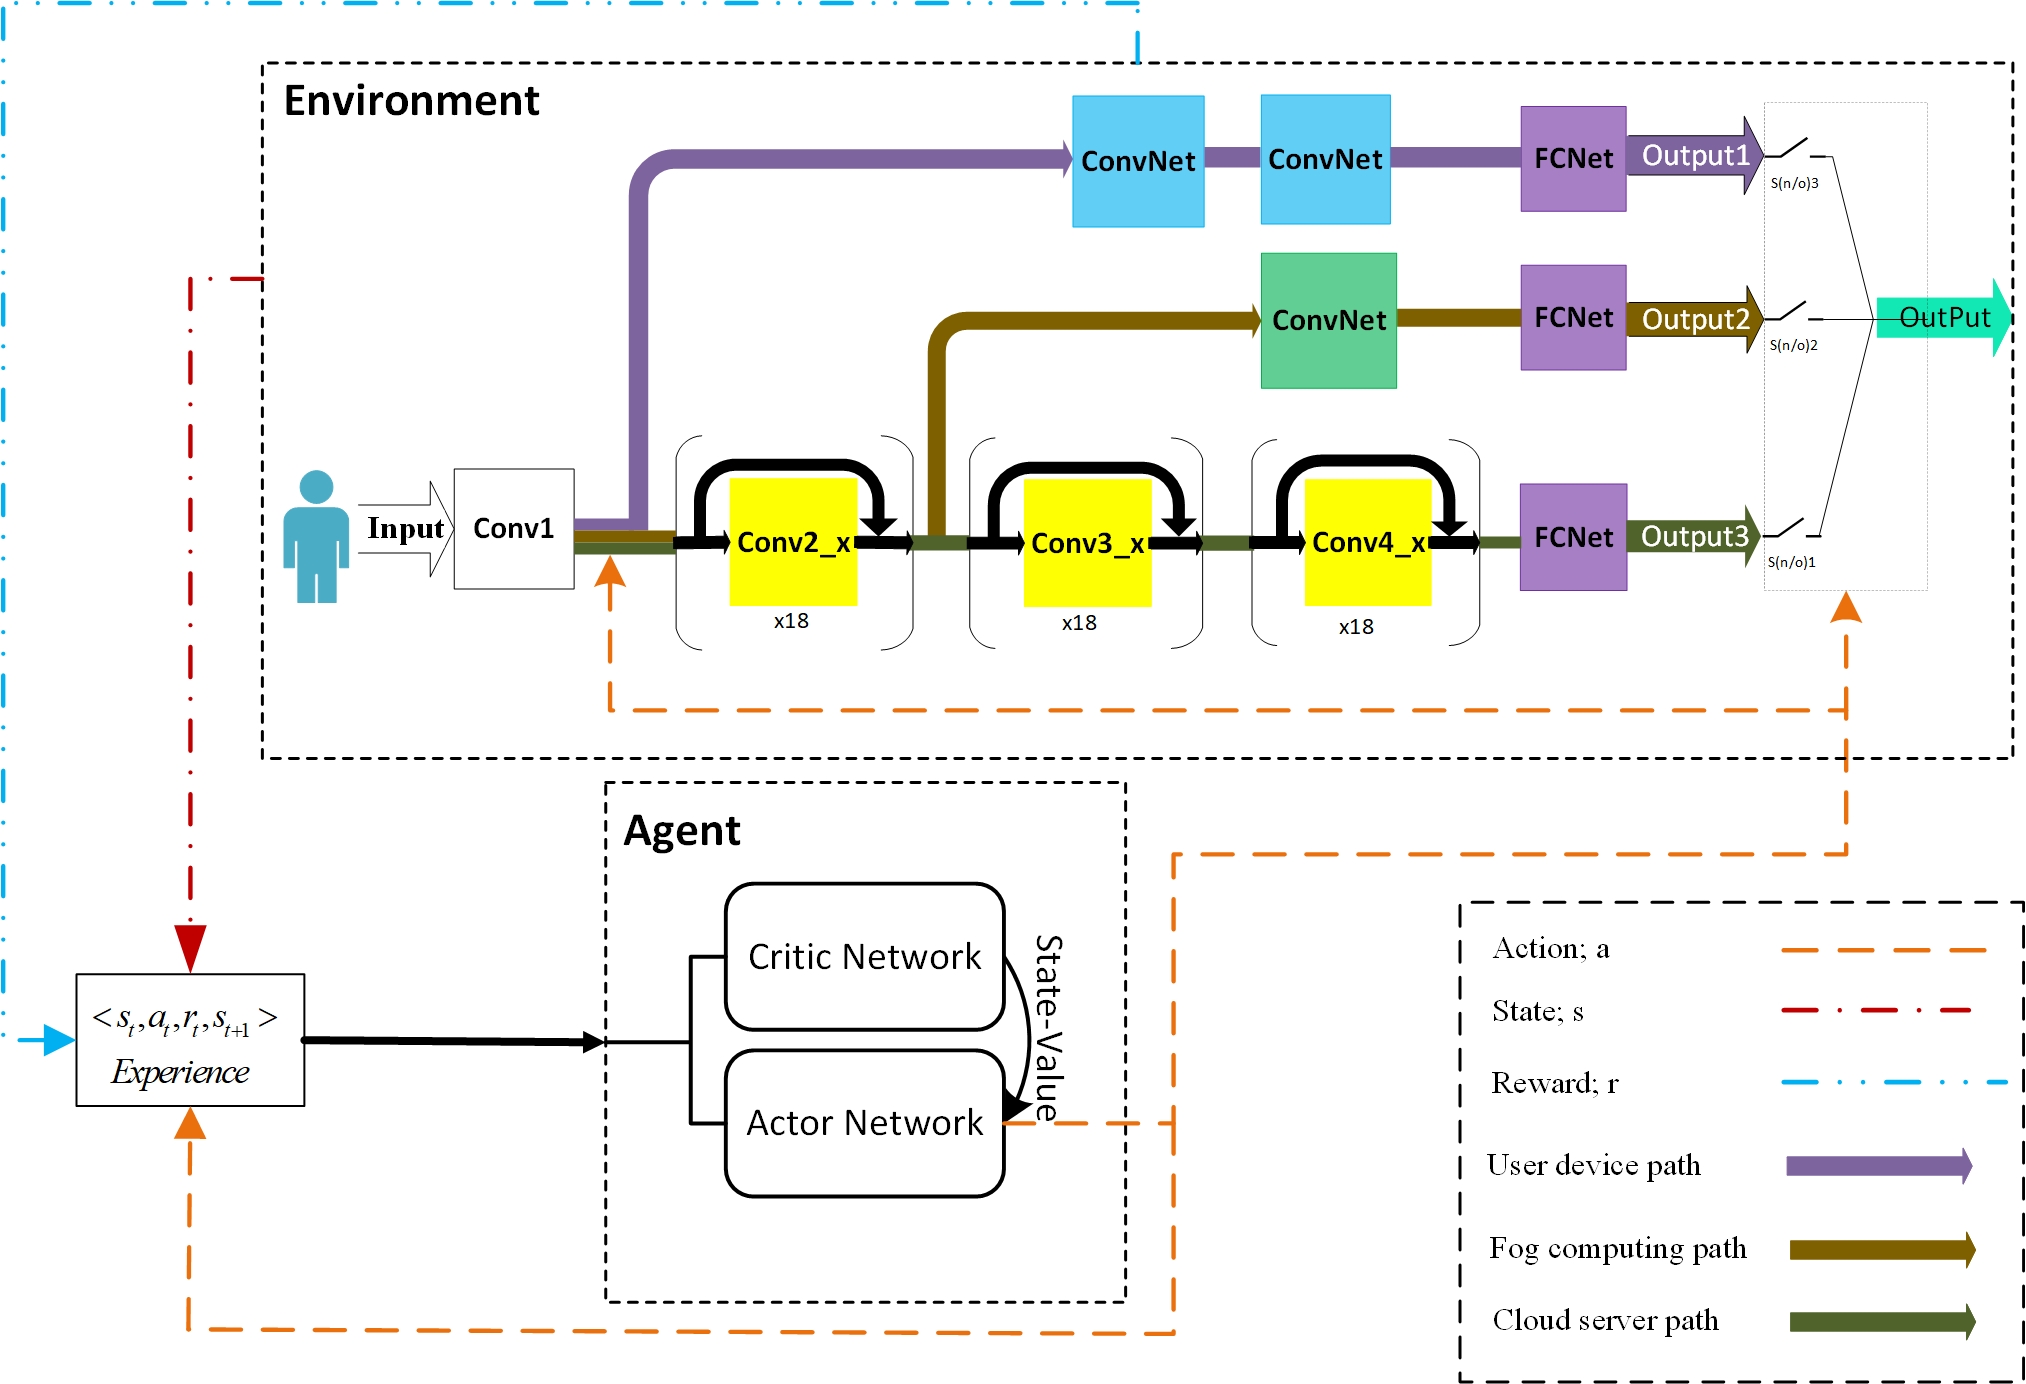 Environment
ConvNet
ConvNet
FCNet
Output1
S(n/o)3
ConvNet
FCNet
Output2
S(n/o)2
OutPut
Input
Conv1
Conv2_x
x18
Conv3_x
x18
Conv4_x
x18
FCNet
Output3
S(n/o)1
Agent
Critic Network
State-Value
Actor Network
<s_t,a_t,r_t,s_{t+1}>
Experience
Action; a
State; s
Reward; r
User device path
Fog computing path
Cloud server path